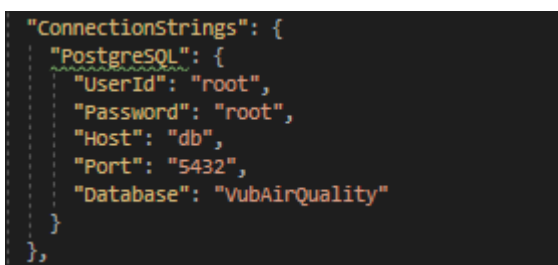 "ConnectionStrings": {
"PostgreSQL": {
"UserId": "root",
"Password": "root",
"Host": "db",
"Port": "5432",
"Database": "VubAirQuality"
}
},